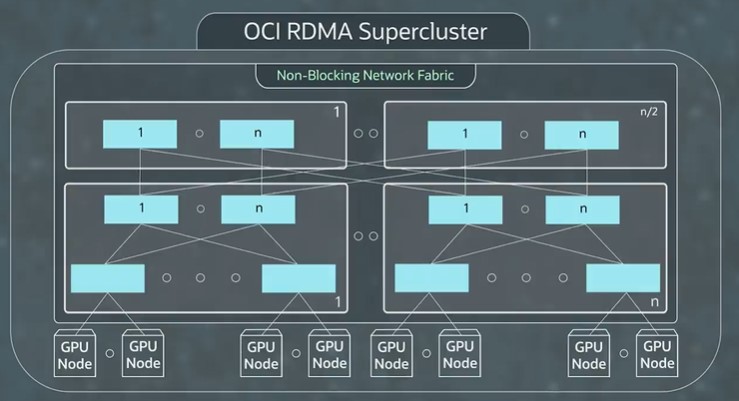 OCI RDMA Supercluster
Non-Blocking Network Fabric
1
n/2
1 n
1 n
1 n
1 n
1
n
GPU
Node
GPU
Node
GPU
Node
GPU
Node
GPU
Node
GPU
Node
GPU
Node
GPU
Node